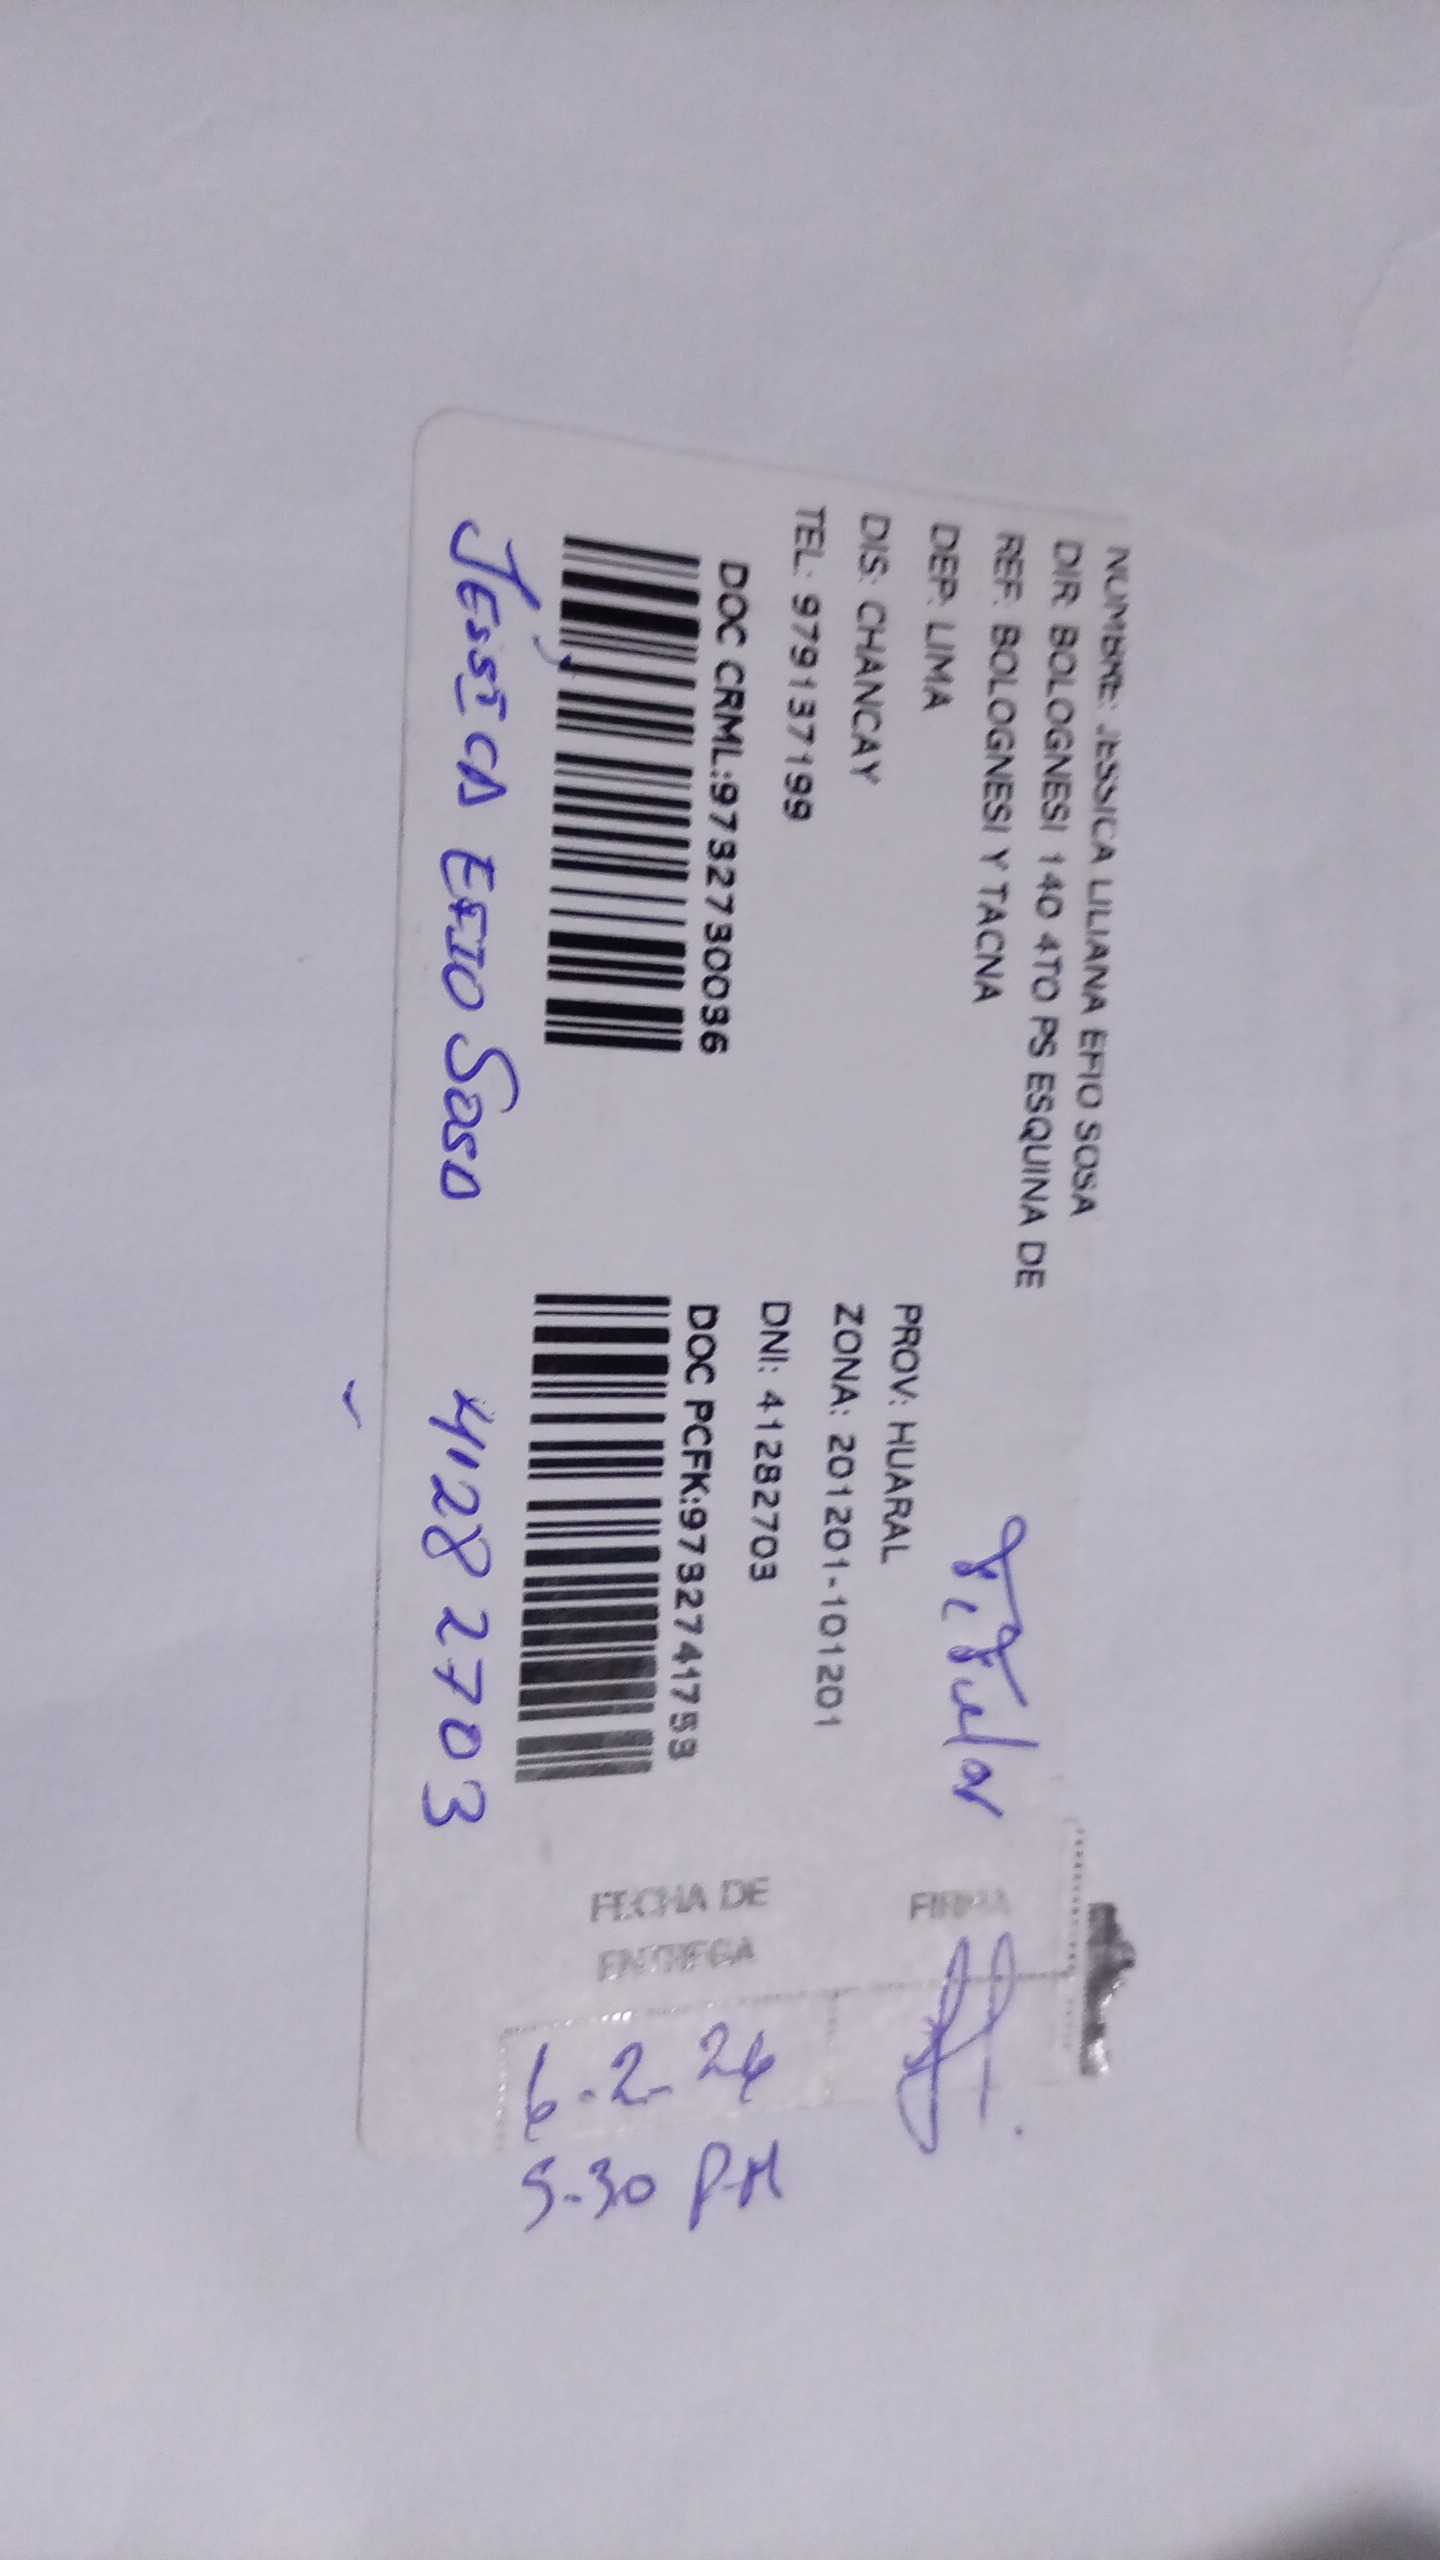 NOMBRE: JESSICA LILIANA EFIO SOSA
DIR: BOLOGNESI 140 4TO PS ESQUINA DE
REF: BOLOGNESI Y TACNA
Titular
DEP: LIMA
PROV: HUARAL
DIS: CHANCAY
ZONA: 201201-101201
TEL: 979137199
DNI: 41282703
DOC CRML:9732730036
DOC PCFK:9732741753
JESSICA EFIO SOSA 41282703
FIRMA
FECHA DE
ENTREGA
6-2-24
5-30 PM